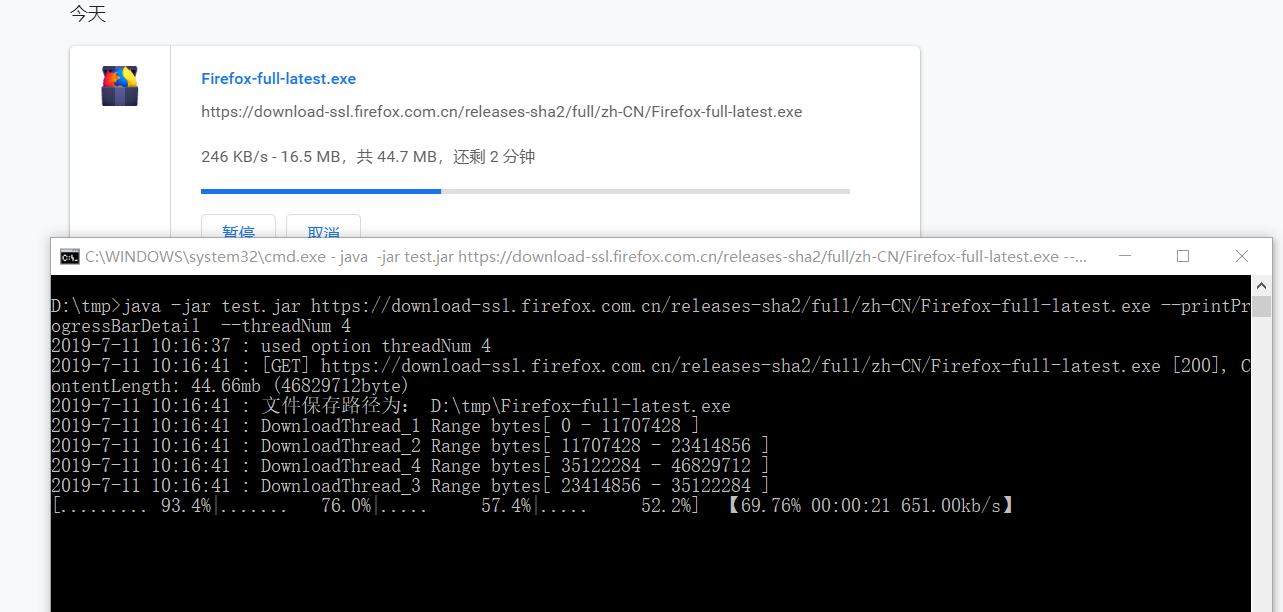 今天
Firefox-full-latest.exe
https://download-ssl.firefox.com.cn/releases-sha2/full/zh-CN/Firefox-full-latest.exe
246 KB/s - 16.5 MB，共 44.7 MB，还剩 2 分钟
暂停 取消
C:\WINDOWS\system32\cmd.exe - java  -jar test.jar https://download-ssl.firefox.com.cn/releases-sha2/full/zh-CN/Firefox-full-latest.exe --...
D:\tmp>java -jar test.jar https://download-ssl.firefox.com.cn/releases-sha2/full/zh-CN/Firefox-full-latest.exe --printPr
ogressBarDetail  --threadNum 4
2019-7-11 10:16:37 : used option threadNum 4
2019-7-11 10:16:41 : [GET] https://download-ssl.firefox.com.cn/releases-sha2/full/zh-CN/Firefox-full-latest.exe [200], C
ontentLength: 44.66mb (46829712byte)
2019-7-11 10:16:41 : 文件保存路径为： D:\tmp\Firefox-full-latest.exe
2019-7-11 10:16:41 : DownloadThread_1 Range bytes[ 0 - 11707428 ]
2019-7-11 10:16:41 : DownloadThread_2 Range bytes[ 11707428 - 23414856 ]
2019-7-11 10:16:41 : DownloadThread_4 Range bytes[ 35122284 - 46829712 ]
2019-7-11 10:16:41 : DownloadThread_3 Range bytes[ 23414856 - 35122284 ]
[......... 93.4%|.......   76.0%|.....     57.4%|.....     52.2%]  【69.76% 00:00:21 651.00kb/s】